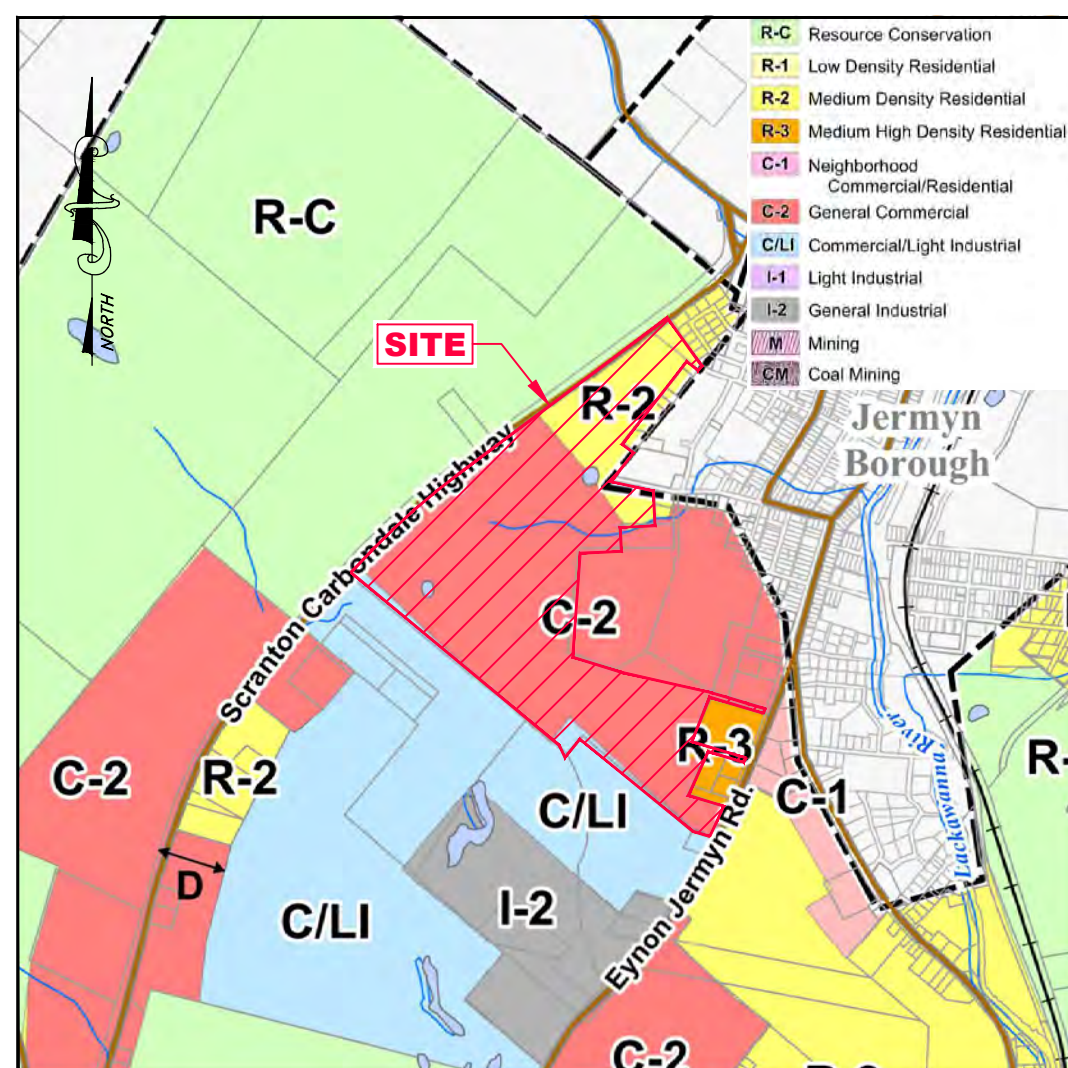 R-C Resource Conservation
R-1 Low Density Residential
R-2 Medium Density Residential
R-3 Medium High Density Residential
C-1 Neighborhood
Commercial/Residential
C-2 General Commercial
C/LI Commercial/Light Industrial
I-1 Light Industrial
I-2 General Industrial
M Mining
CM Coal Mining
R-C
NORTH
SITE
R-2
Jermyn
Borough
Scranton Carbondale Highway
C-2
R-3
C-2
R-2
C/LI
C-1
R-
Lackawanna River
D
C/LI
I-2
Eynon Jermyn Rd.
C-2